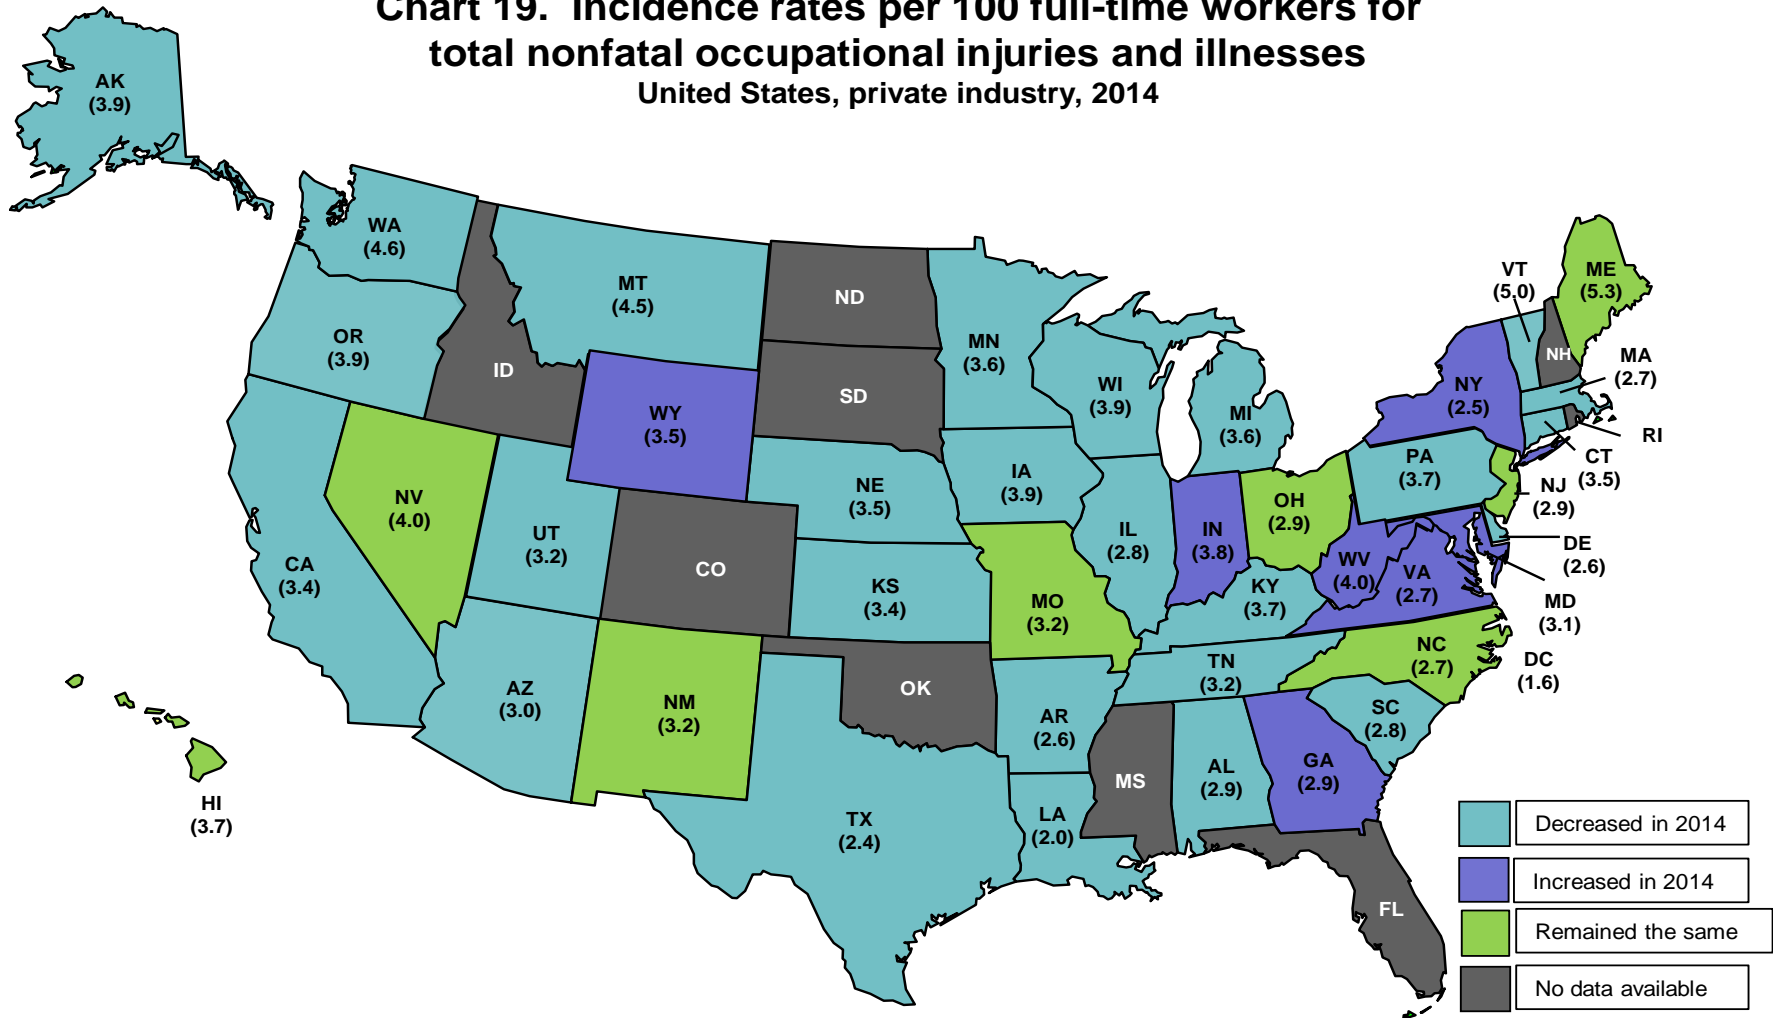 Chart 19. Incidence rates per 100 full-time workers for
total nonfatal occupational injuries and illnesses
United States, private industry, 2014
AK
(3.9)
WA
(4.6)
MT
(4.5)
ND
MN
(3.6)
VT
(5.0)
ME
(5.3)
OR
(3.9)
ID
WY
(3.5)
SD
WI
(3.9)
MI
(3.6)
NY
(2.5)
NH
MA
(2.7)
RI
CT
(3.5)
NV
(4.0)
UT
(3.2)
NE
(3.5)
IA
(3.9)
IL
(2.8)
IN
(3.8)
OH
(2.9)
PA
(3.7)
NJ
(2.9)
DE
(2.6)
MD
(3.1)
DC
(1.6)
CA
(3.4)
CO
KS
(3.4)
MO
(3.2)
KY
(3.7)
WV
(4.0)
VA
(2.7)
AZ
(3.0)
NM
(3.2)
OK
AR
(2.6)
TN
(3.2)
NC
(2.7)
SC
(2.8)
HI
(3.7)
TX
(2.4)
LA
(2.0)
MS
AL
(2.9)
GA
(2.9)
FL
Decreased in 2014
Increased in 2014
Remained the same
No data available